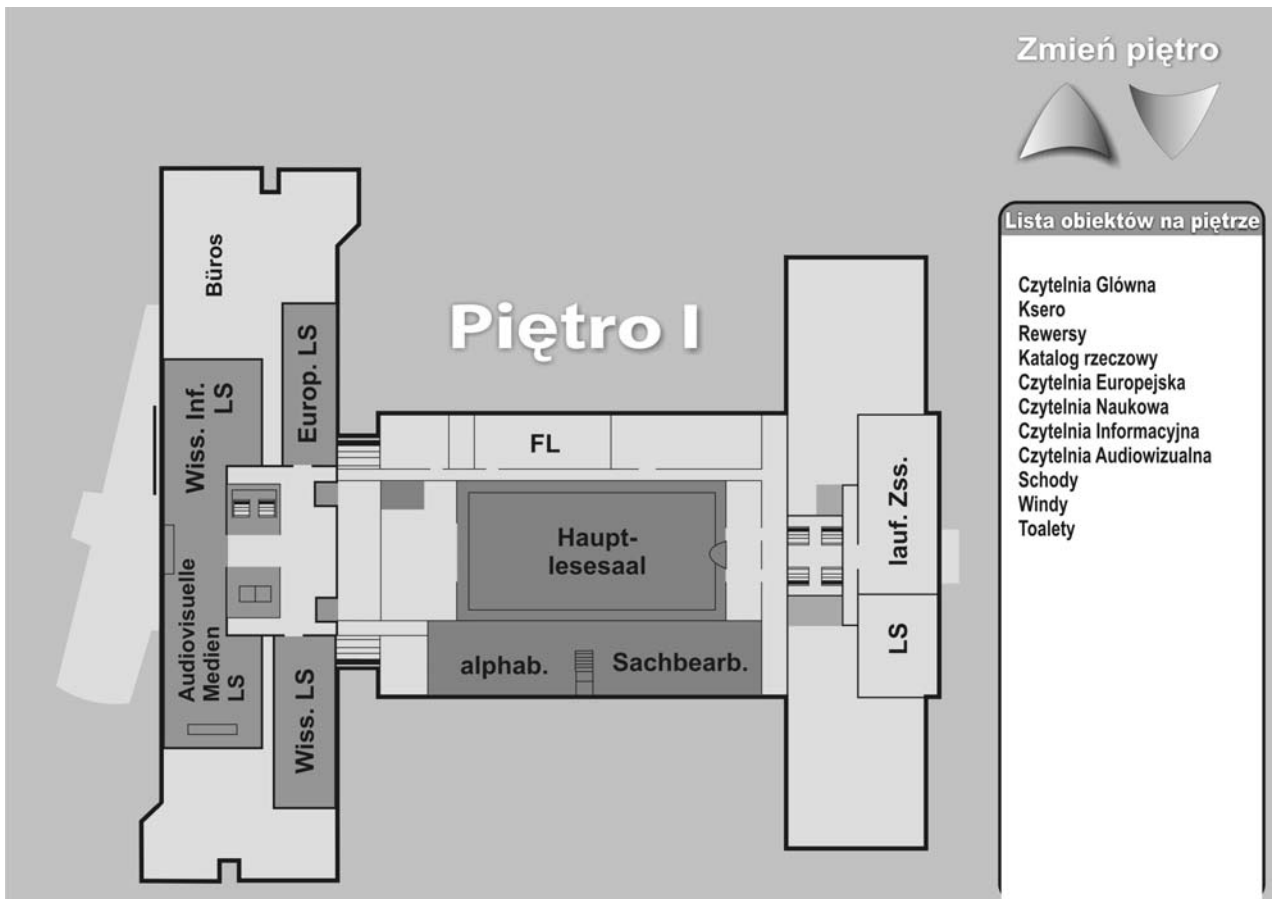 Zmień piętro
Lista obiektów na piętrze
Czytelnia Glówna
Ksero
Rewersy
Katalog rzeczowy
Czytelnia Europejska
Czytelnia Naukowa
Czytelnia Informacyjna
Czytelnia Audiowizualna
Schody
Windy
Toalety
Piętro I
Büros
Europ. LS
Wiss. Inf.
LS
Audiovisuelle
Medien
LS
Wiss. LS
FL
Haupt-
lesesaal
alphab.
Sachbearb.
lauf. Zss.
LS